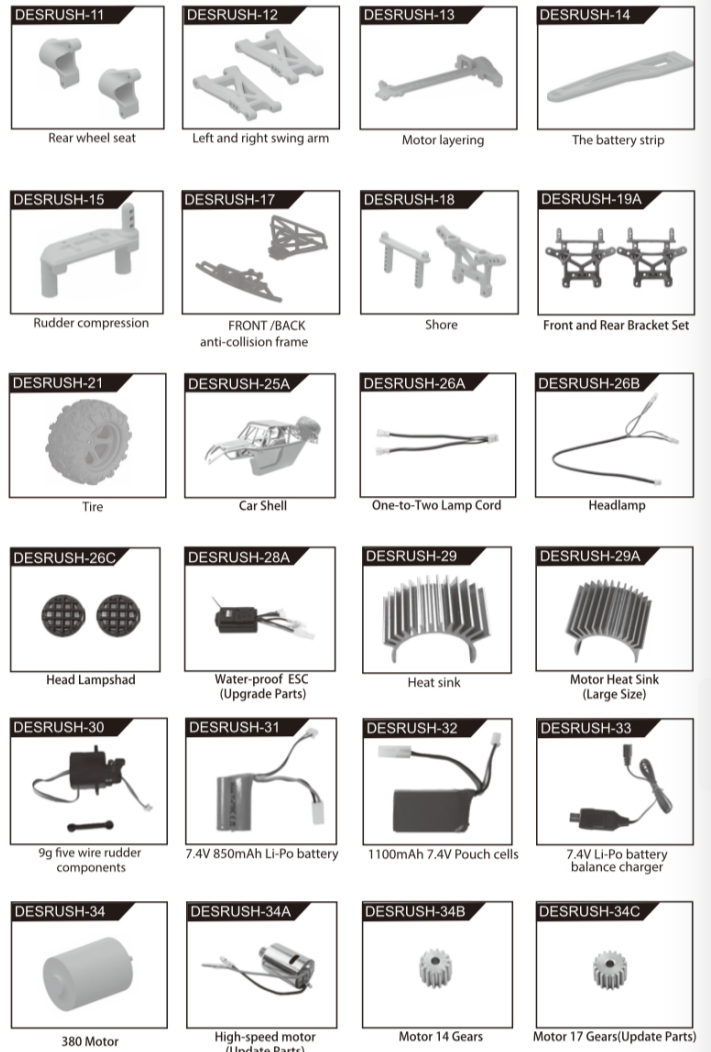 DESRUSH-11
DESRUSH-12
DESRUSH-13
DESRUSH-14
Rear wheel seat
Left and right swing arm
Motor layering
The battery strip
DESRUSH-15
DESRUSH-17
DESRUSH-18
DESRUSH-19A
Rudder compression
FRONT /BACK
anti-collision frame
Shore
Front and Rear Bracket Set
DESRUSH-21
DESRUSH-25A
DESRUSH-26A
DESRUSH-26B
Tire
Car Shell
One-to-Two Lamp Cord
Headlamp
DESRUSH-26C
DESRUSH-28A
DESRUSH-29
DESRUSH-29A
Head Lampshad
Water-proof ESC
(Upgrade Parts)
Heat sink
Motor Heat Sink
(Large Size)
DESRUSH-30
DESRUSH-31
DESRUSH-32
DESRUSH-33
9g five wire rudder
components
7.4V 850mAh Li-Po battery
1100mAh 7.4V Pouch cells
7.4V Li-Po battery
balance charger
DESRUSH-34
DESRUSH-34A
DESRUSH-34B
DESRUSH-34C
380 Motor
High-speed motor
(Update Parts)
Motor 14 Gears
Motor 17 Gears(Update Parts)